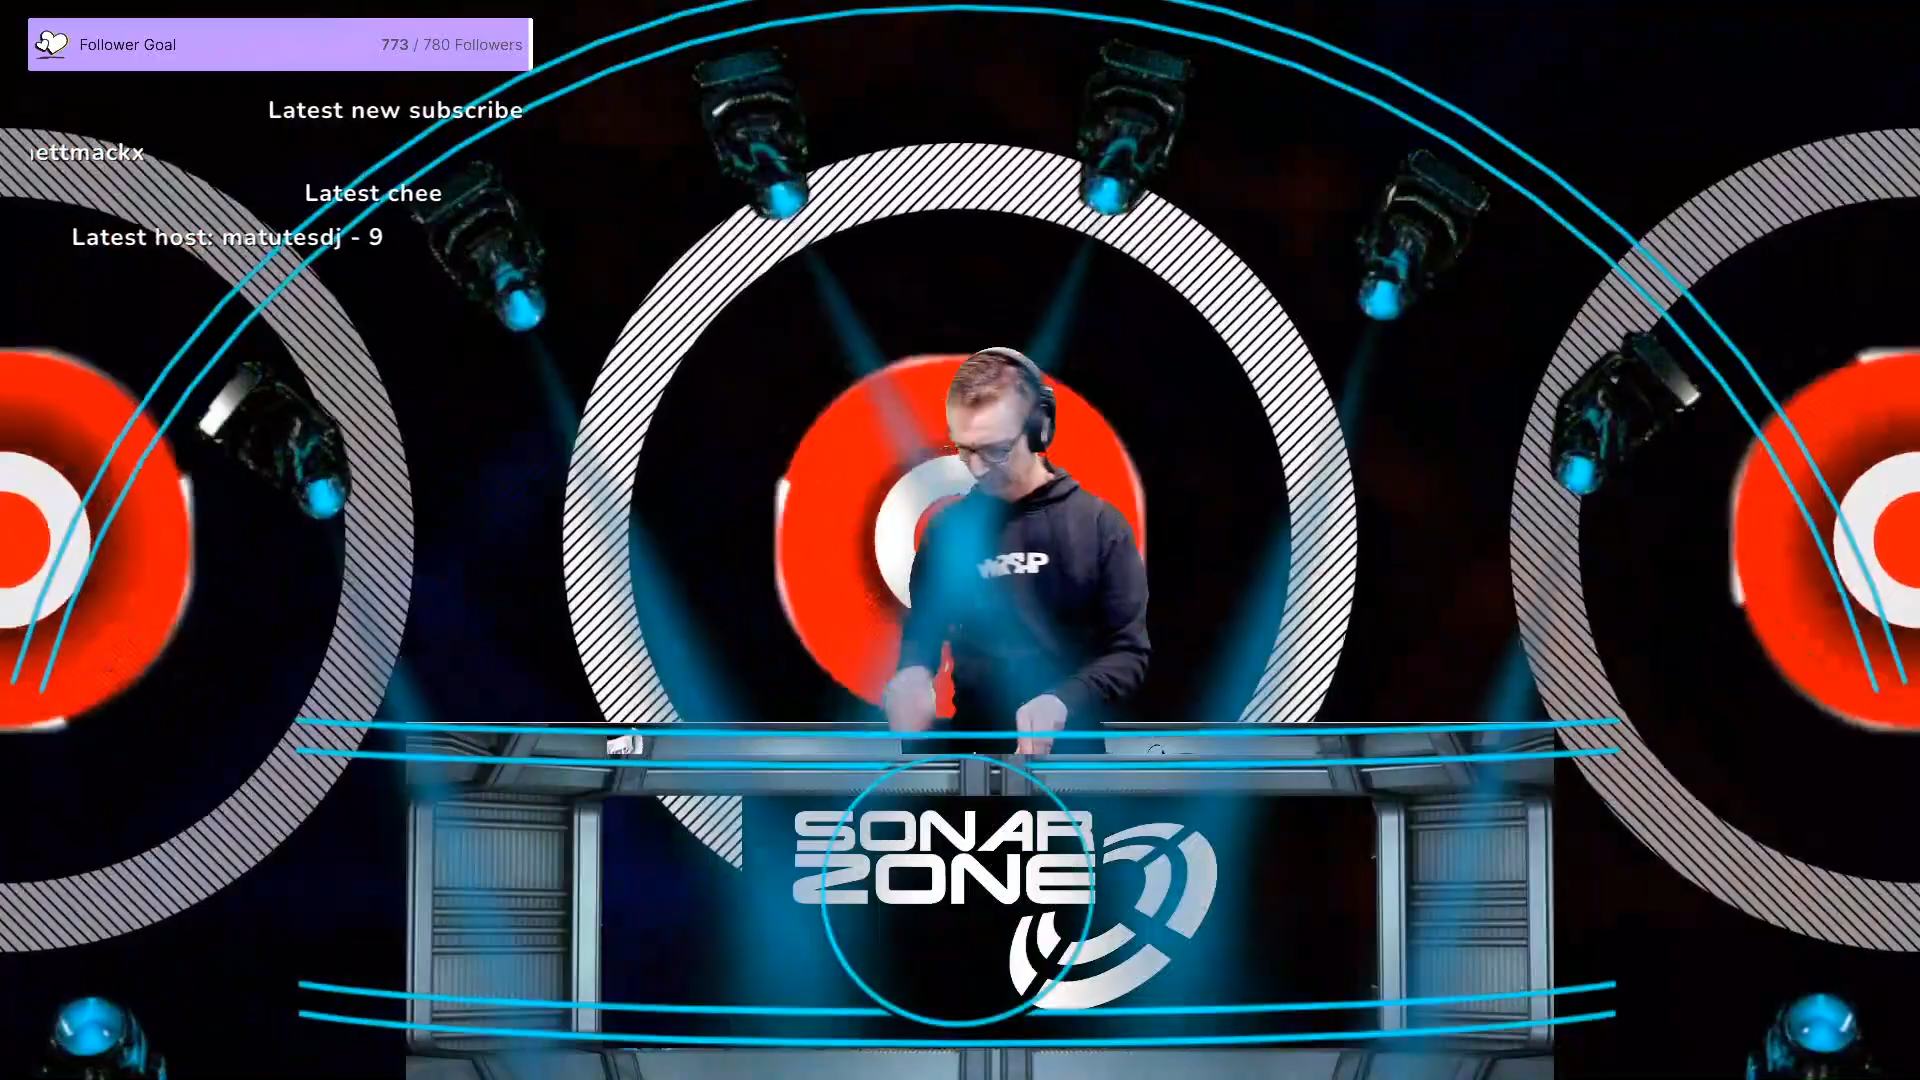 Follower Goal
773 / 780 Followers
Latest new subscribe
ettmackx
Latest chee
Latest host: matutesdj - 9
SONAR
ZONE